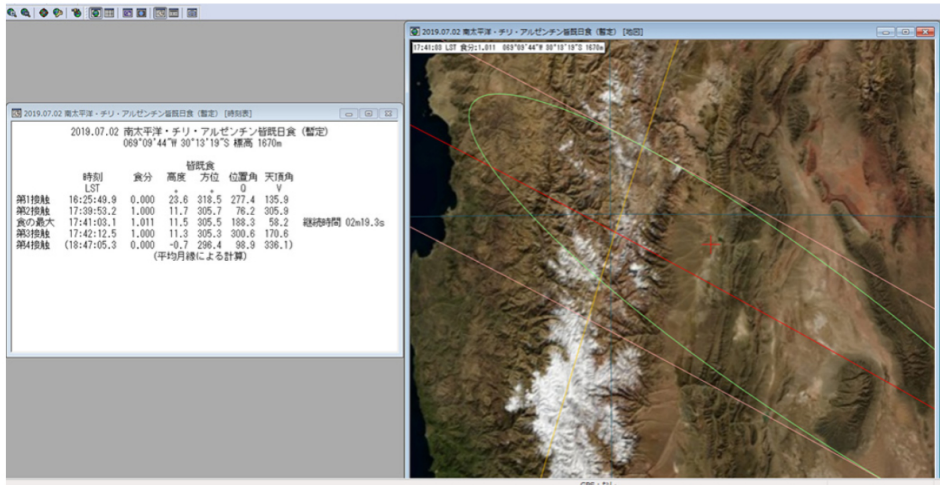 2019.07.02 南太平洋・チリ・アルゼンチン皆既日食（暫定） [地図]
17:41:03 LST 食分:1.011 069°09'44"W 30°13'19"S 1670m
2019.07.02 南太平洋・チリ・アルゼンチン皆既日食（暫定） [時刻表]
2019.07.02 南太平洋・チリ・アルゼンチン皆既日食（暫定）
069°09'44"W 30°13'19"S 標高 1670m
皆既食
時刻 食分 高度 方位 位置角 天頂角
LST ° ° Q V
第1接触 16:25:49.9 0.000 23.6 318.5 277.4 135.9
第2接触 17:39:53.2 1.000 11.7 305.7 76.2 305.9
食の最大 17:41:03.1 1.011 11.5 305.5 188.3 58.2 継続時間 02m19.3s
第3接触 17:42:12.5 1.000 11.3 305.3 300.6 170.6
第4接触 (18:47:05.3 0.000 -0.7 296.4 98.9 336.1)
(平均月縁による計算)